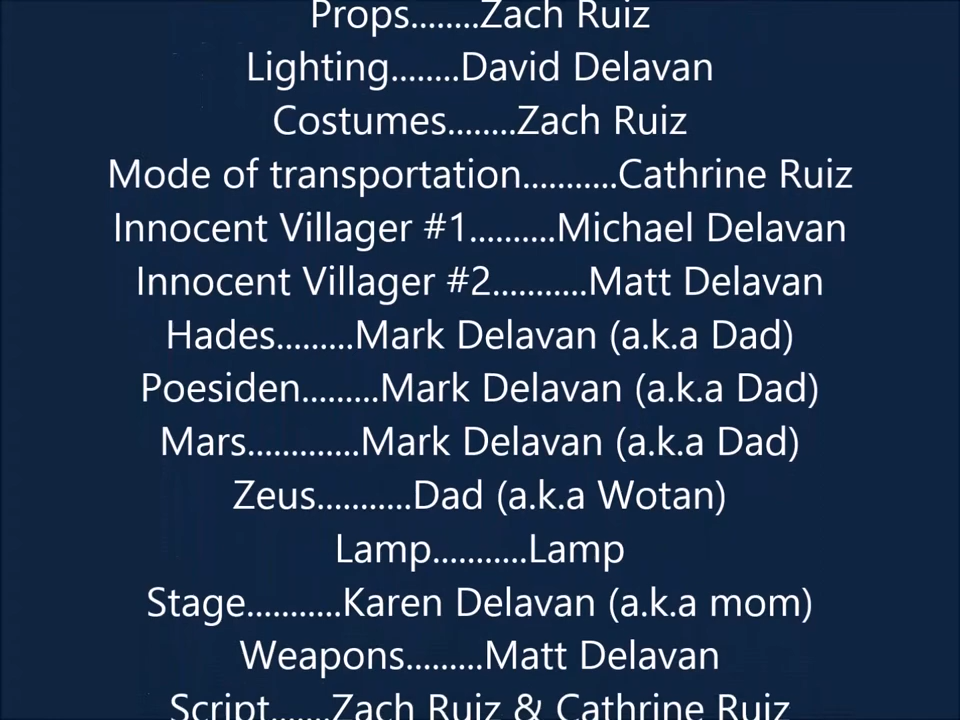 Props........Zach Ruiz
Lighting........David Delavan
Costumes........Zach Ruiz
Mode of transportation...........Cathrine Ruiz
Innocent Villager #1..........Michael Delavan
Innocent Villager #2...........Matt Delavan
Hades.........Mark Delavan (a.k.a Dad)
Poesiden.........Mark Delavan (a.k.a Dad)
Mars.............Mark Delavan (a.k.a Dad)
Zeus...........Dad (a.k.a Wotan)
Lamp...........Lamp
Stage...........Karen Delavan (a.k.a mom)
Weapons.........Matt Delavan
Script.......Zach Ruiz & Cathrine Ruiz